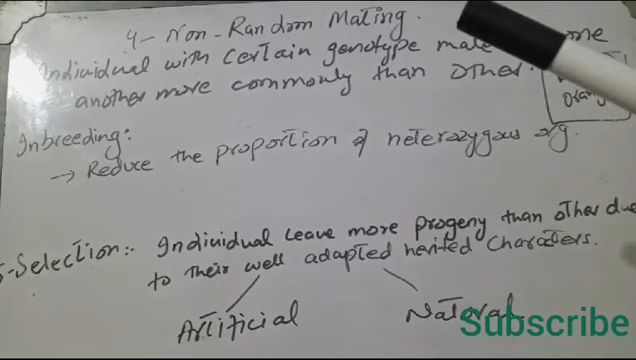 4- Non-Random Mating.
Individual with certain genotype mate
another more commonly than other.
Inbreeding:
→ Reduce the proportion of heterozygous org.
5-Selection:- Individual leave more progeny than other due
to their well adapted herited Characters.
Artificial Natural
Subscribe